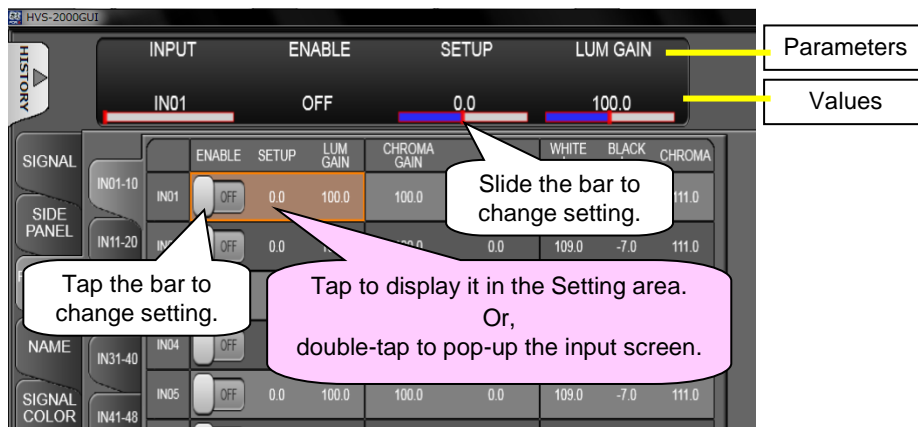 HVS-2000GUI
HISTORY
INPUT ENABLE SETUP LUM GAIN
Parameters
IN01 OFF 0.0 100.0
Values
SIGNAL
SIDE
PANEL
NAME
SIGNAL
COLOR
IN01-10
IN11-20
IN31-40
IN41-48
ENABLE SETUP LUM
GAIN
CHROMA
GAIN
WHITE BLACK CHROMA
IN01 OFF 0.0 100.0 100.0 111.0
OFF 0.0 0.0 109.0 -7.0 111.0
IN04 OFF
IN05 OFF 0.0 100.0 100.0 0.0 109.0 -7.0 111.0
Slide the bar to
change setting.
Tap the bar to
change setting.
Tap to display it in the Setting area.
Or,
double-tap to pop-up the input screen.